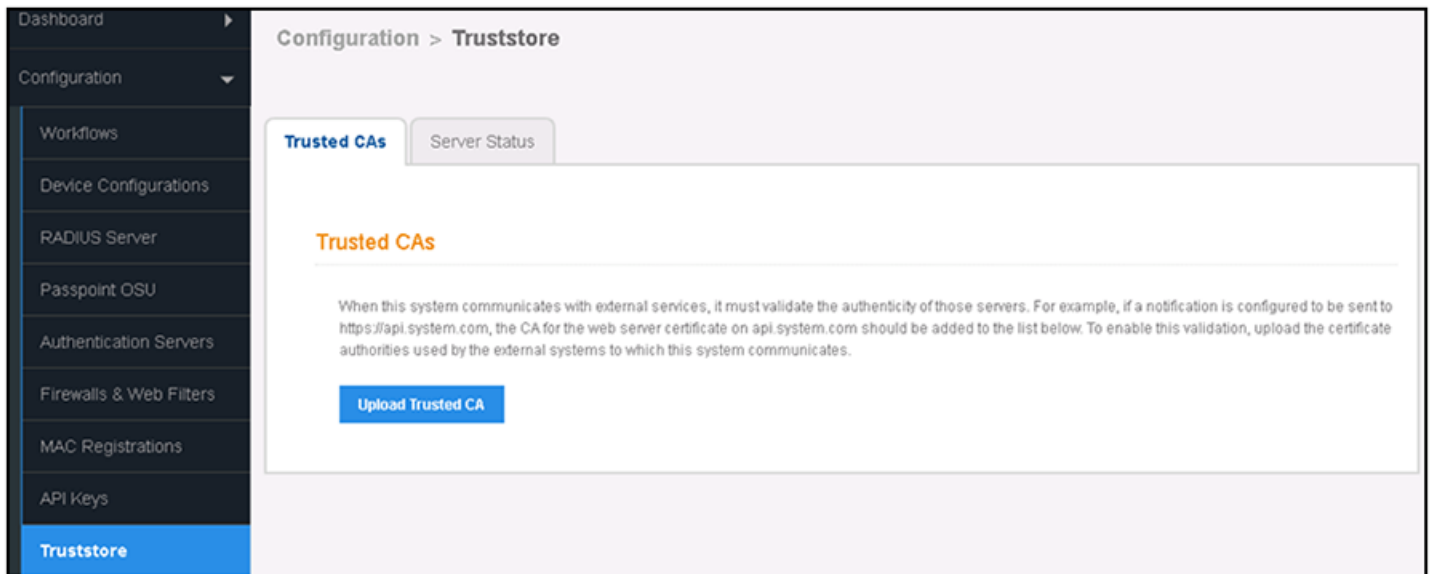 Dashboard
Configuration
Workflows
Device Configurations
RADIUS Server
Passpoint OSU
Authentication Servers
Firewalls & Web Filters
MAC Registrations
API Keys
Truststore
Configuration > Truststore
Trusted CAs
Server Status
Trusted CAs
When this system communicates with external services, it must validate the authenticity of those servers. For example, if a notification is configured to be sent to
https://api.system.com, the CA for the web server certificate on api.system.com should be added to the list below. To enable this validation, upload the certificate
authorities used by the external systems to which this system communicates.
Upload Trusted CA